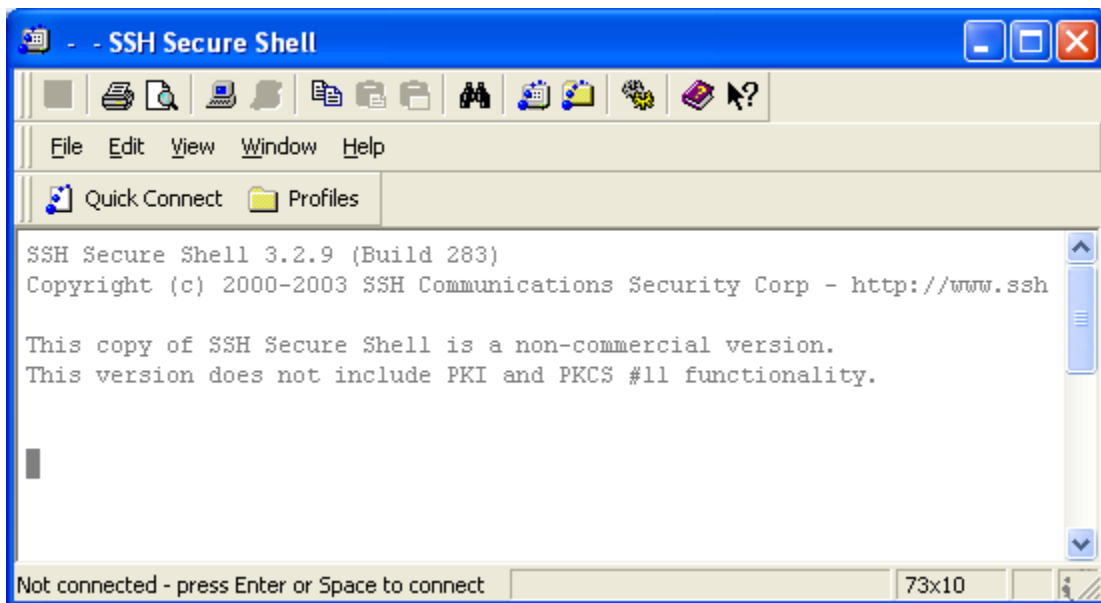 - - SSH Secure Shell
File Edit View Window Help
Quick Connect Profiles
SSH Secure Shell 3.2.9 (Build 283)
Copyright (c) 2000-2003 SSH Communications Security Corp - http://www.ssh
This copy of SSH Secure Shell is a non-commercial version.
This version does not include PKI and PKCS #11 functionality.
Not connected - press Enter or Space to connect 73x10